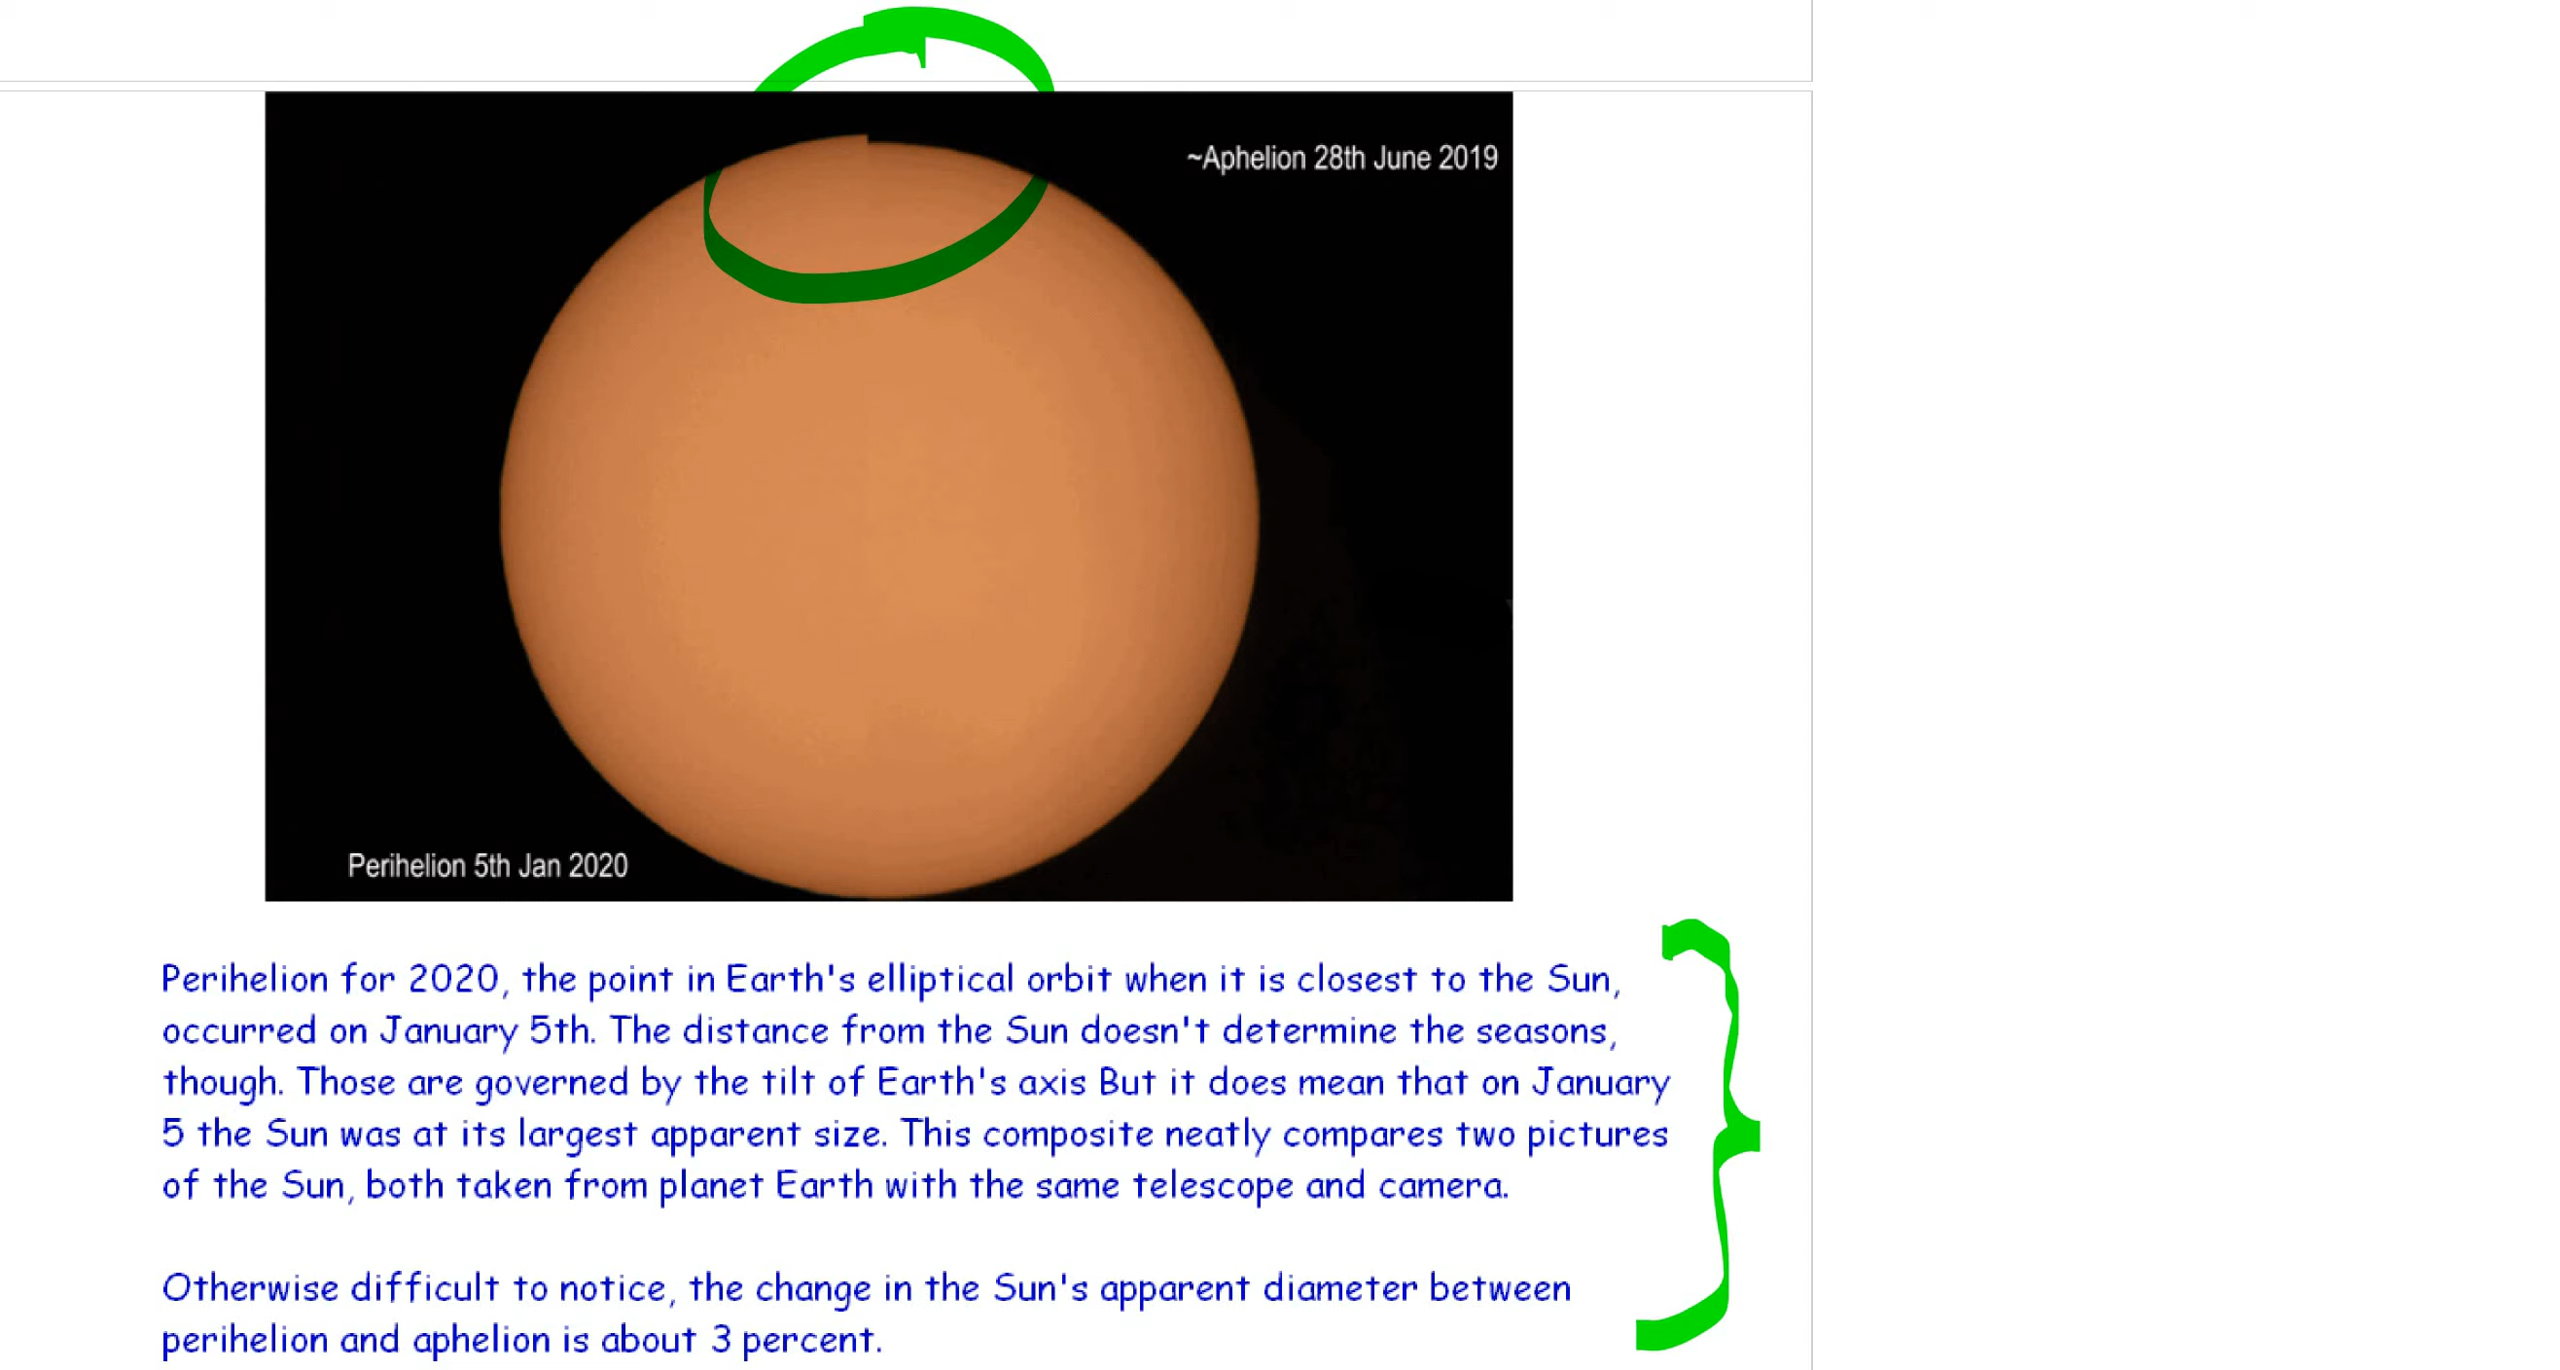 ~Aphelion 28th June 2019
Perihelion 5th Jan 2020
Perihelion for 2020, the point in Earth's elliptical orbit when it is closest to the Sun,
occurred on January 5th. The distance from the Sun doesn't determine the seasons,
though. Those are governed by the tilt of Earth's axis But it does mean that on January
5 the Sun was at its largest apparent size. This composite neatly compares two pictures
of the Sun, both taken from planet Earth with the same telescope and camera.
Otherwise difficult to notice, the change in the Sun's apparent diameter between
perihelion and aphelion is about 3 percent.